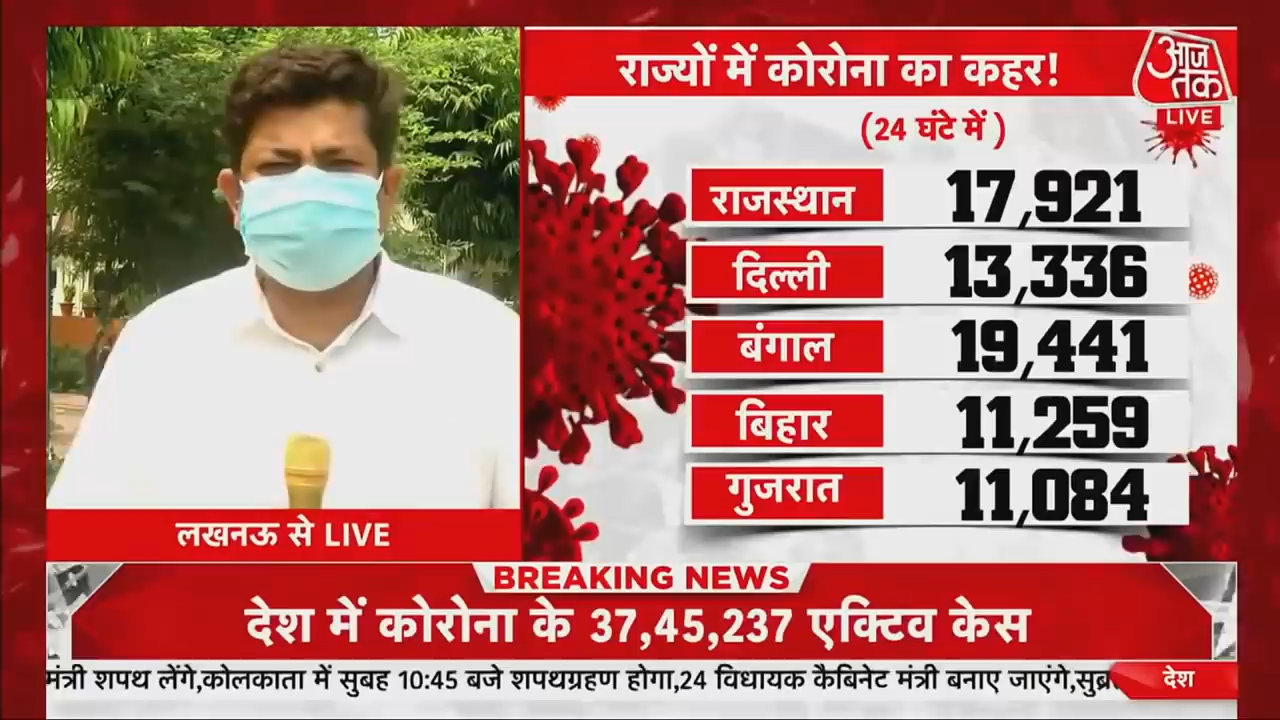 राज्यों में कोरोना का कहर!
आज
तक
LIVE
(24 घंटे में )
राजस्थान 17,921
दिल्ली 13,336
बंगाल 19,441
बिहार 11,259
गुजरात 11,084
लखनऊ से LIVE
BREAKING NEWS
देश में कोरोना के 37,45,237 एक्टिव केस
मंत्री शपथ लेंगे,कोलकाता में सुबह 10:45 बजे शपथग्रहण होगा,24 विधायक कैबिनेट मंत्री बनाए जाएंगे,
देश